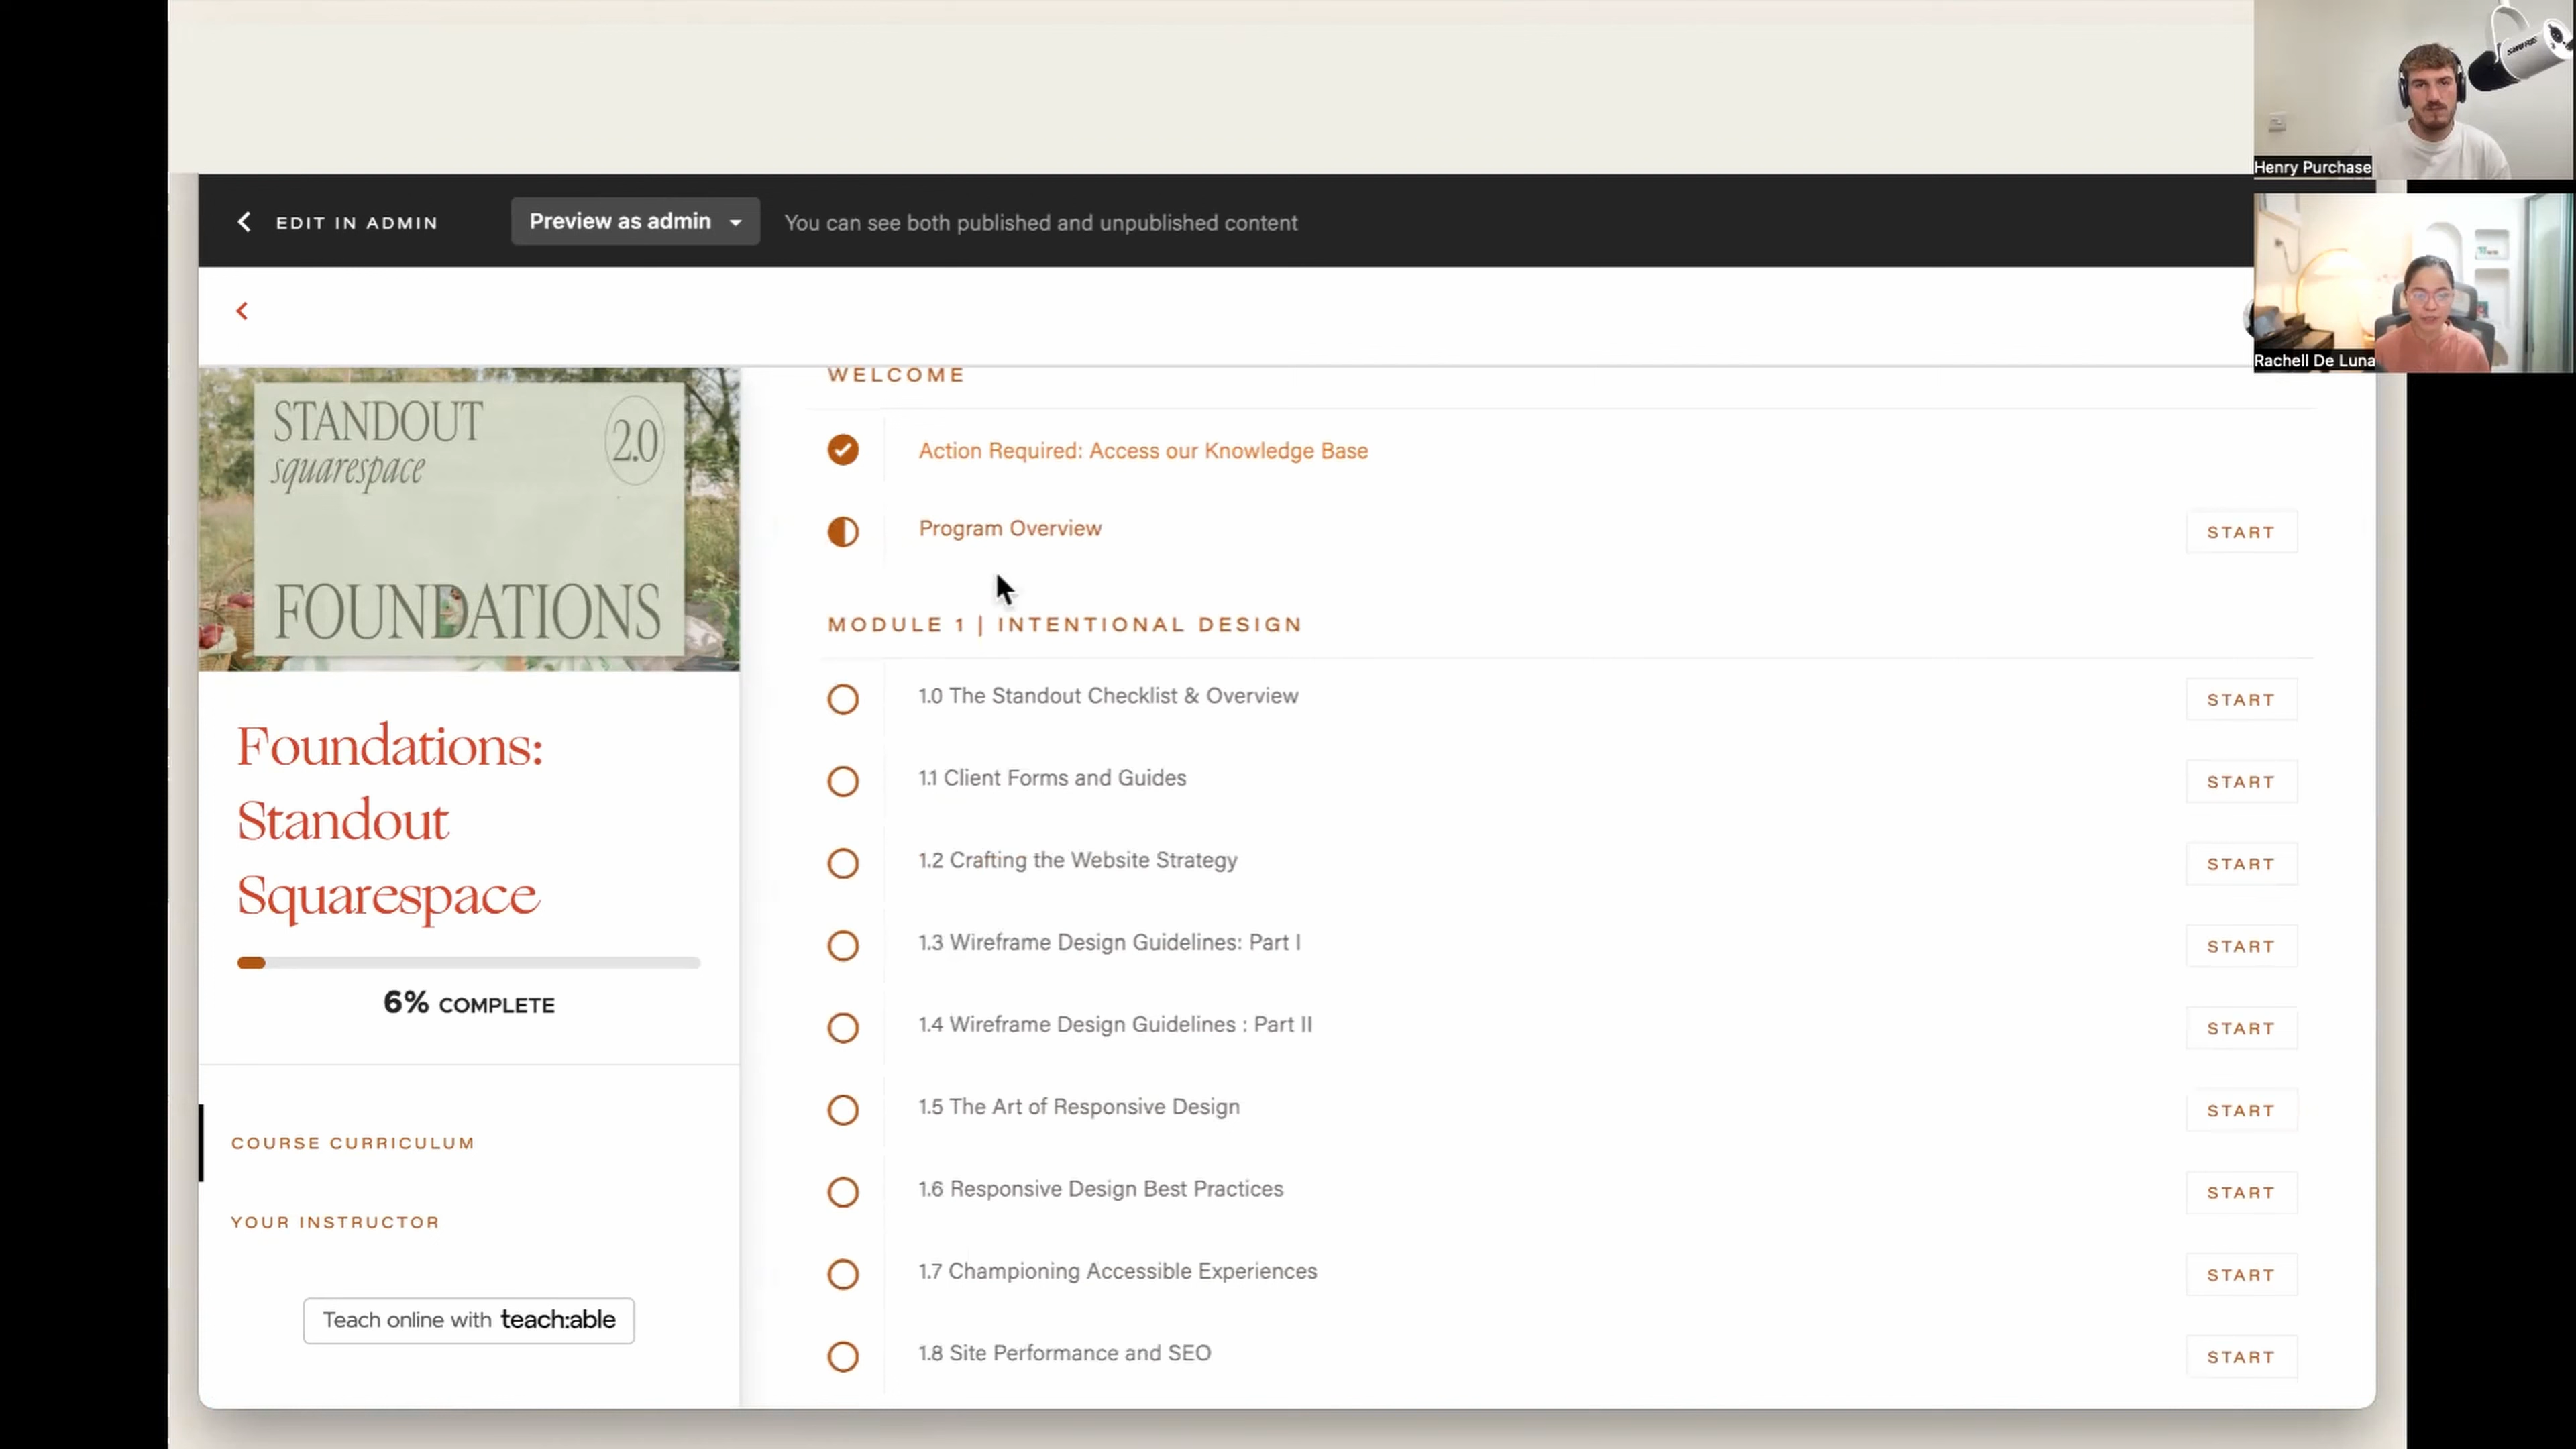 EDIT IN ADMIN
Preview as admin
You can see both published and unpublished content
SHURE
Henry Purchase
Rachell De Luna
STANDOUT
squarespace
2.0
FOUNDATIONS
Foundations:
Standout
Squarespace
6% COMPLETE
COURSE CURRICULUM
YOUR INSTRUCTOR
Teach online with teach:able
WELCOME
Action Required: Access our Knowledge Base
Program Overview
START
MODULE 1 | INTENTIONAL DESIGN
1.0 The Standout Checklist & Overview
START
1.1 Client Forms and Guides
START
1.2 Crafting the Website Strategy
START
1.3 Wireframe Design Guidelines: Part I
START
1.4 Wireframe Design Guidelines : Part II
START
1.5 The Art of Responsive Design
START
1.6 Responsive Design Best Practices
START
1.7 Championing Accessible Experiences
START
1.8 Site Performance and SEO
START